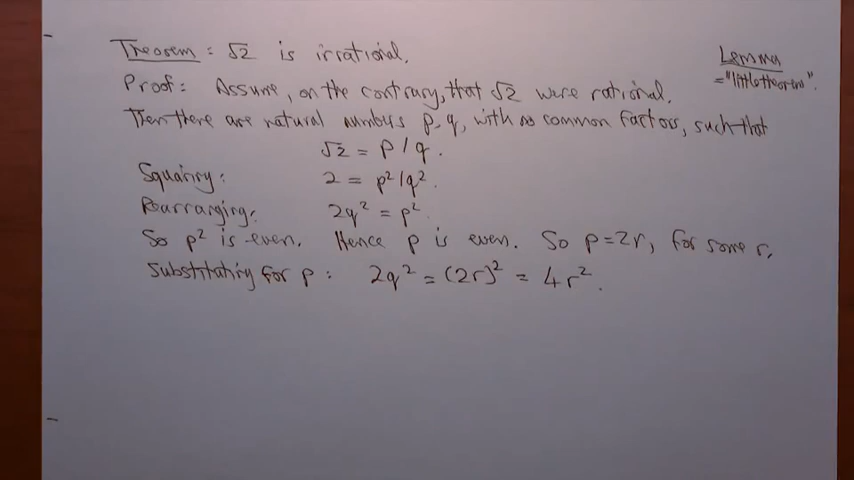 Theorem: √2 is irrational.
Lemma
= "little theorem".
Proof: Assume, on the contrary, that √2 were rational.
Then there are natural numbers p, q, with no common factors, such that
√2 = p/q.
Squaring: 2 = p²/q².
Rearranging: 2q² = p².
So p² is even. Hence p is even. So p=2r, for some r.
Substituting for p: 2q² = (2r)² = 4r².